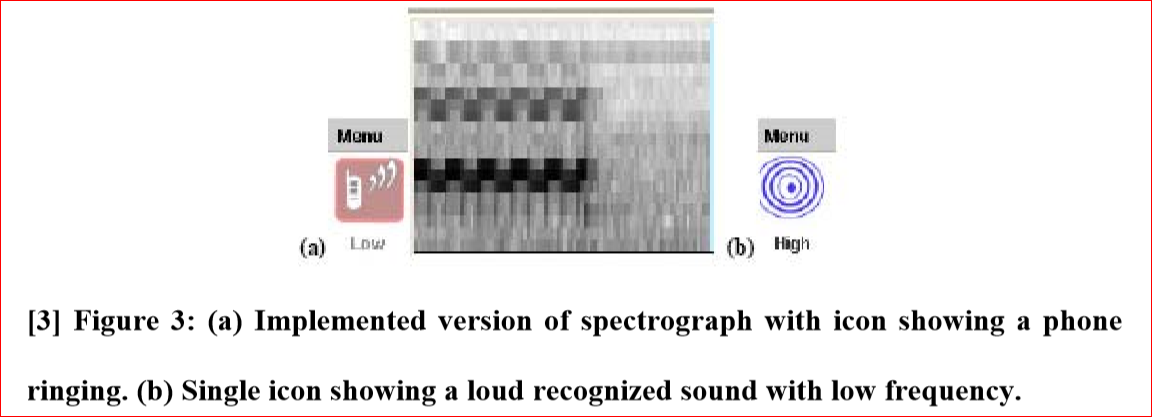 Menu
Menu
(a) Low
(b) High
[3] Figure 3: (a) Implemented version of spectrograph with icon showing a phone
ringing. (b) Single icon showing a loud recognized sound with low frequency.